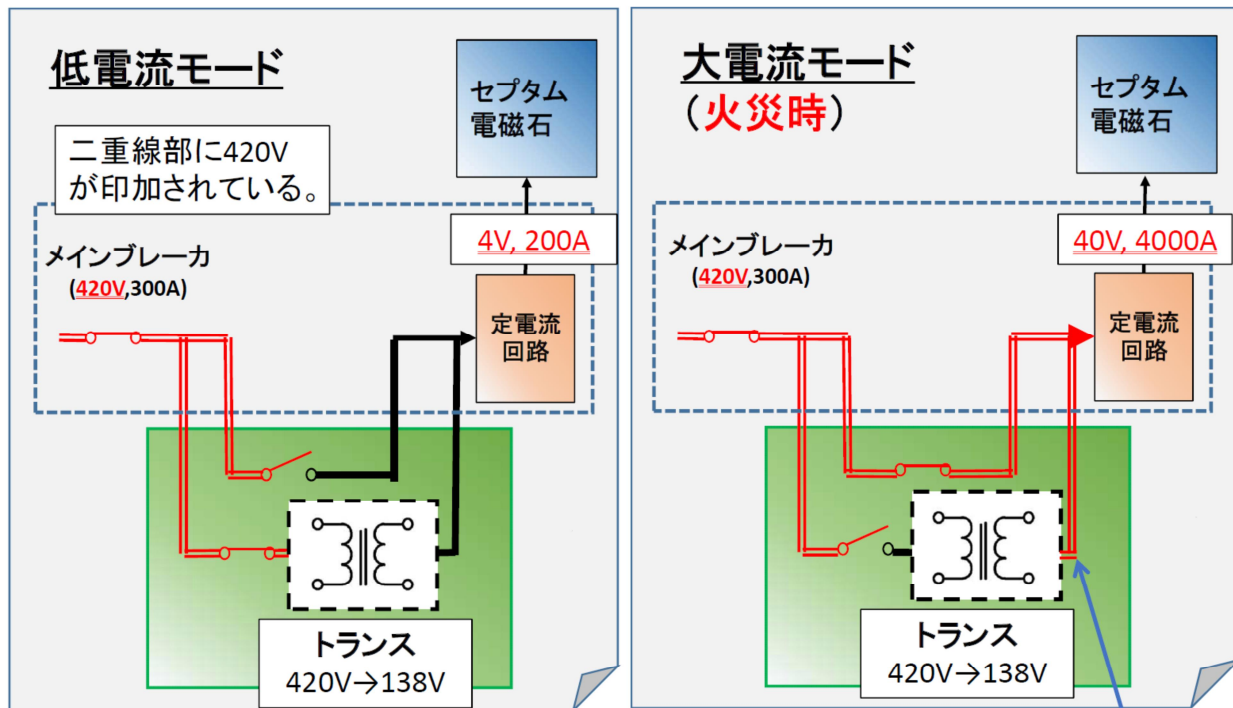 低電流モード
二重線部に420V
が印加されている。
セプタム
電磁石
4V, 200A
メインブレーカ
(420V,300A)
定電流
回路
トランス
420V→138V
大電流モード
(火災時)
セプタム
電磁石
40V, 4000A
メインブレーカ
(420V,300A)
定電流
回路
トランス
420V→138V